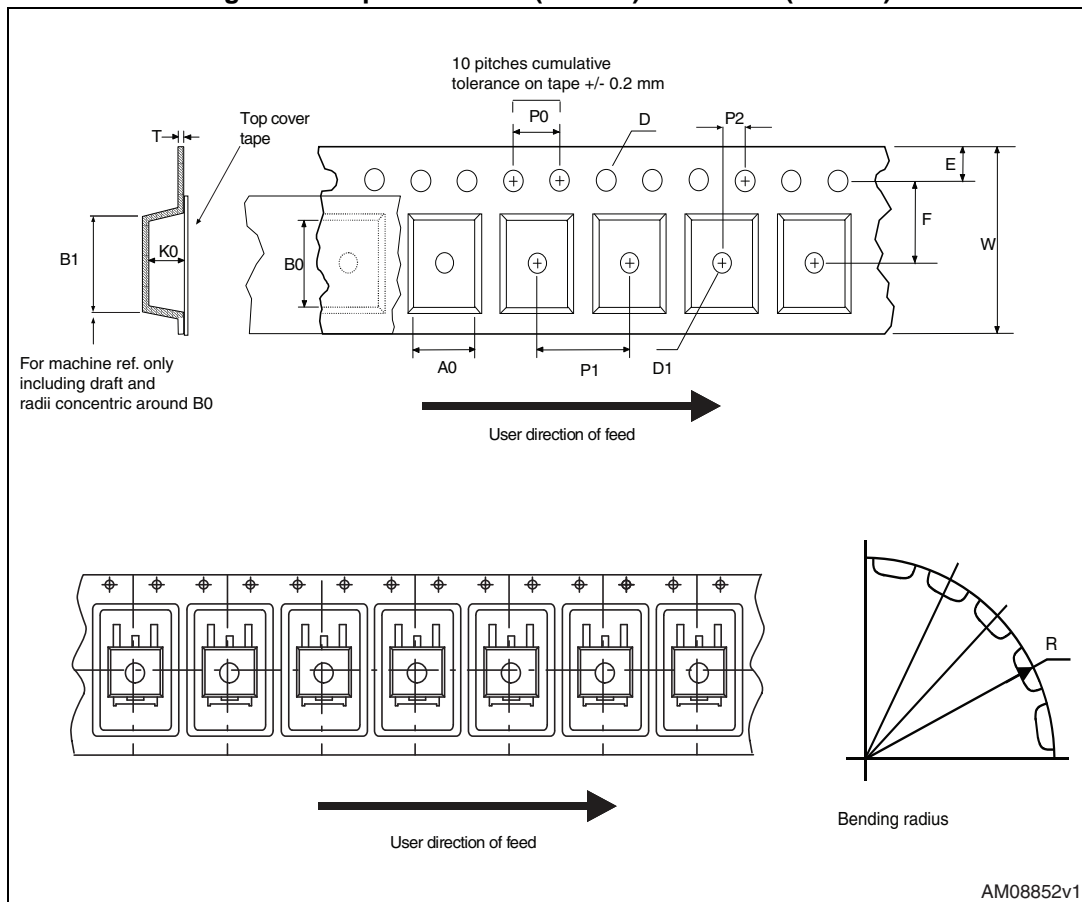 10 pitches cumulative
tolerance on tape +/- 0.2 mm
P0
D
P2
T
Top cover
tape
E
F
W
B1
K0
B0
For machine ref. only
including draft and
radii concentric around B0
A0
P1
D1
User direction of feed
R
Bending radius
User direction of feed
AM08852v1